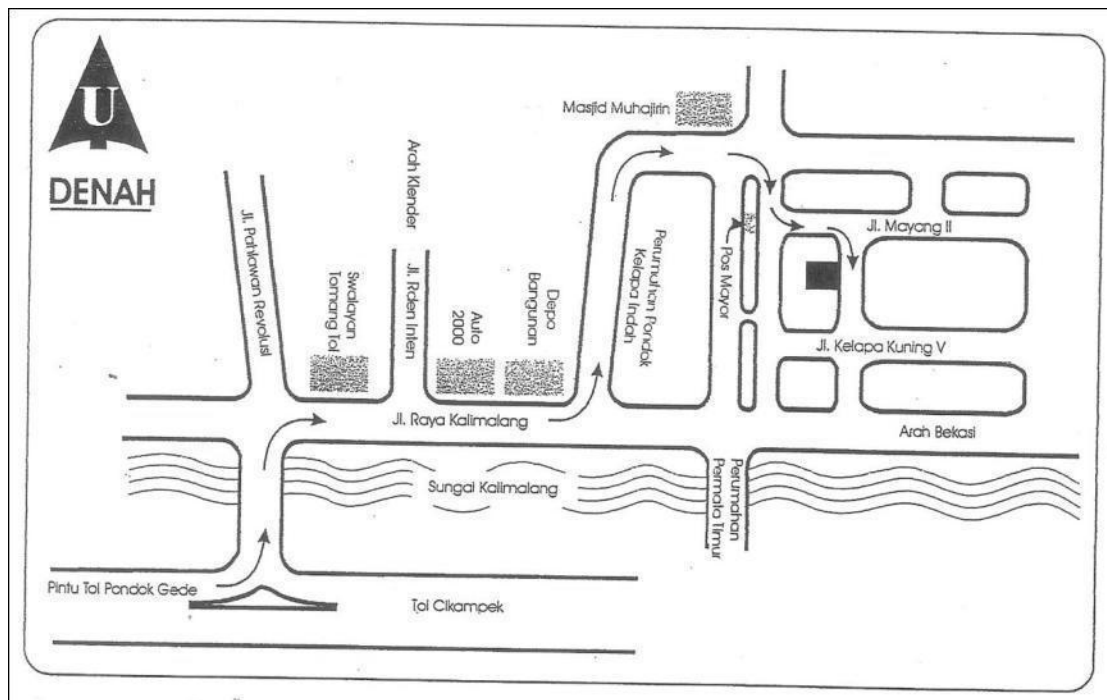 U
DENAH
Masjid Muhajirin
Arah Klender
Jl. Pahlawan Revolusi
Swalayan
Tomang Tol
Jl. Rden Inten
Auto
2000
Depo
Bangunan
Perumuhan Pondok
Kelapa Indah
Pos Mayor
Jl. Mayang II
Jl. Kelapa Kuning V
Jl. Raya Kalimalang
Arah Bekasi
Sungai Kalimalang
Perumahan
Permata Timur
Pintu Tol Pondok Gede
Tol Cikampek